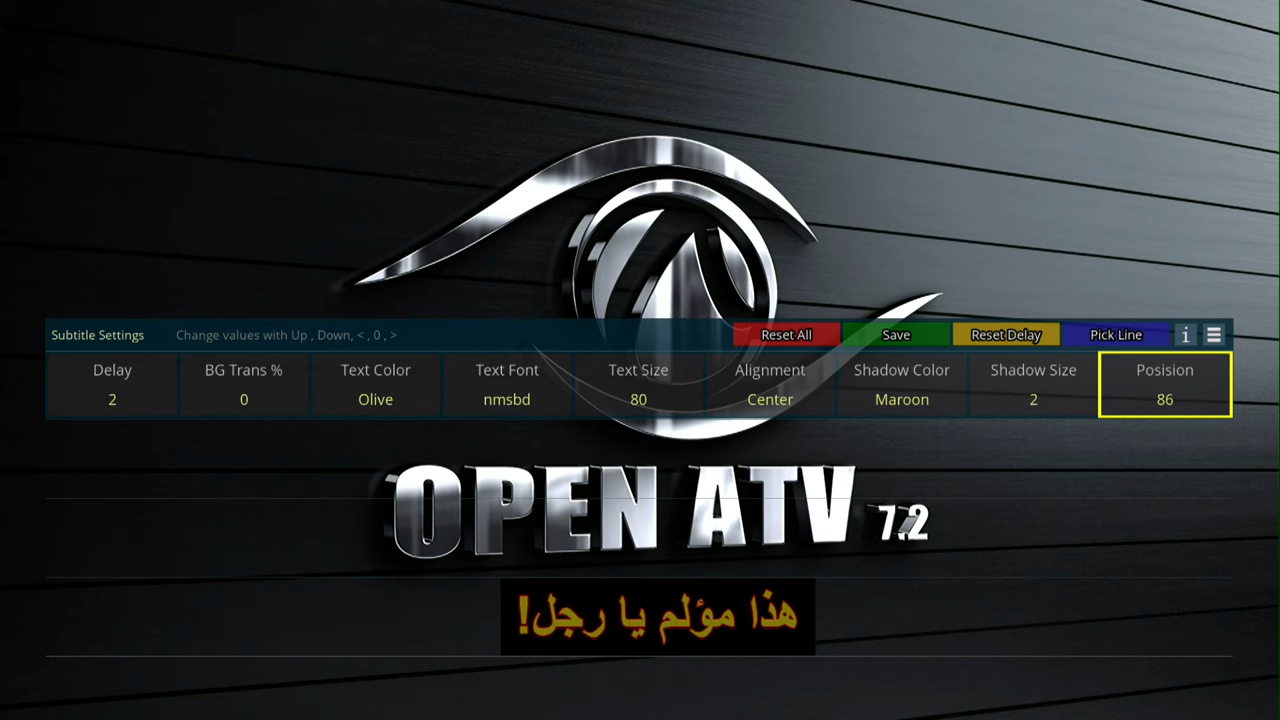 Subtitle Settings Change values with Up , Down, < , 0 , > Reset All Save Reset Delay Pick Line i
Delay BG Trans % Text Color Text Font Text Size Alignment Shadow Color Shadow Size Posision
2 0 Olive nmsbd 80 Center Maroon 2 86
OPEN ATV 7.2
هذا مؤلم يا رجل!